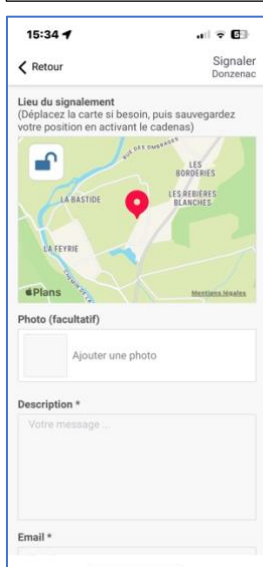 15:34
Retour
Signaler
Donzenac
Lieu du signalement
(Déplacez la carte si besoin, puis sauvegardez
votre position en activant le cadenas)
RUE DES DURGARDS
LES
BORDERIES
LA BASTIDE
LES REBIÈRES
BLANCHES
LA FEYRIE
Plans
Mentions légales
Photo (facultatif)
Ajouter une photo
Description *
Votre message ...
Email *